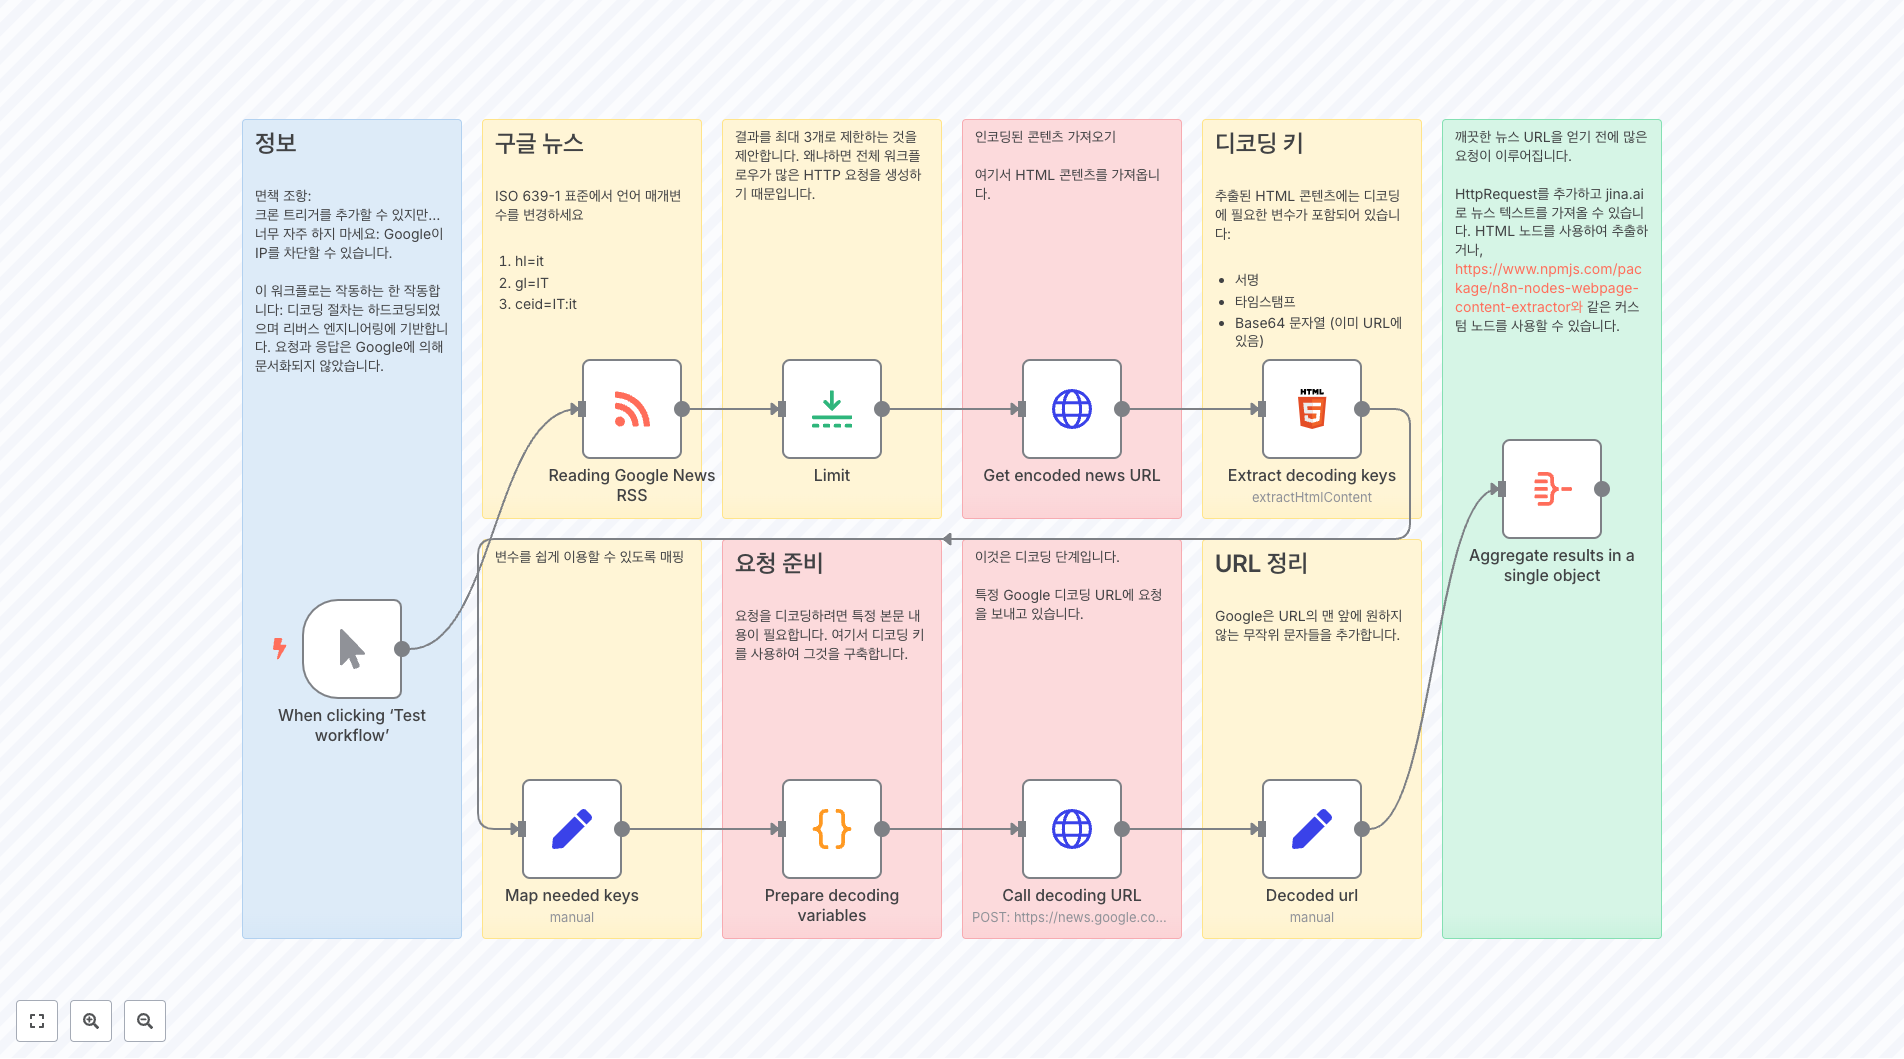 정보
면책 조항:
크론 트리거를 추가할 수 있지만...
너무 자주 하지 마세요: Google이
IP를 차단할 수 있습니다.
이 워크플로는 작동하는 한 작동합
니다: 디코딩 절차는 하드코딩되었
으며 리버스 엔지니어링에 기반합니
다. 요청과 응답은 Google에 의해
문서화되지 않았습니다.
When clicking ‘Test
workflow’
구글 뉴스
ISO 639-1 표준에서 언어 매개변
수를 변경하세요
1. hl=it
2. gl=IT
3. ceid=IT:it
Reading Google News
RSS
결과를 최대 3개로 제한하는 것을
제안합니다. 왜냐하면 전체 워크플
로우가 많은 HTTP 요청을 생성하
기 때문입니다.
Limit
인코딩된 콘텐츠 가져오기
여기서 HTML 콘텐츠를 가져옵니
다.
Get encoded news URL
디코딩 키
추출된 HTML 콘텐츠에는 디코딩
에 필요한 변수가 포함되어 있습니
다:
• 서명
• 타임스탬프
• Base64 문자열 (이미 URL에
있음)
HTML
5
Extract decoding keys
extractHtmlContent
변수를 쉽게 이용할 수 있도록 매핑
Map needed keys
manual
요청 준비
요청을 디코딩하려면 특정 본문 내
용이 필요합니다. 여기서 디코딩 키
를 사용하여 그것을 구축합니다.
{}
Prepare decoding
variables
이것은 디코딩 단계입니다.
특정 Google 디코딩 URL에 요청
을 보내고 있습니다.
Call decoding URL
POST: https://news.google.co...
URL 정리
Google은 URL의 맨 앞에 원하지
않는 무작위 문자들을 추가합니다.
Decoded url
manual
깨끗한 뉴스 URL을 얻기 전에 많은
요청이 이루어집니다.
HttpRequest를 추가하고 jina.ai
로 뉴스 텍스트를 가져올 수 있습니
다. HTML 노드를 사용하여 추출하
거나,
https://www.npmjs.com/pac
kage/n8n-nodes-webpage-
content-extractor와 같은 커스
텀 노드를 사용할 수 있습니다.
Aggregate results in a
single object